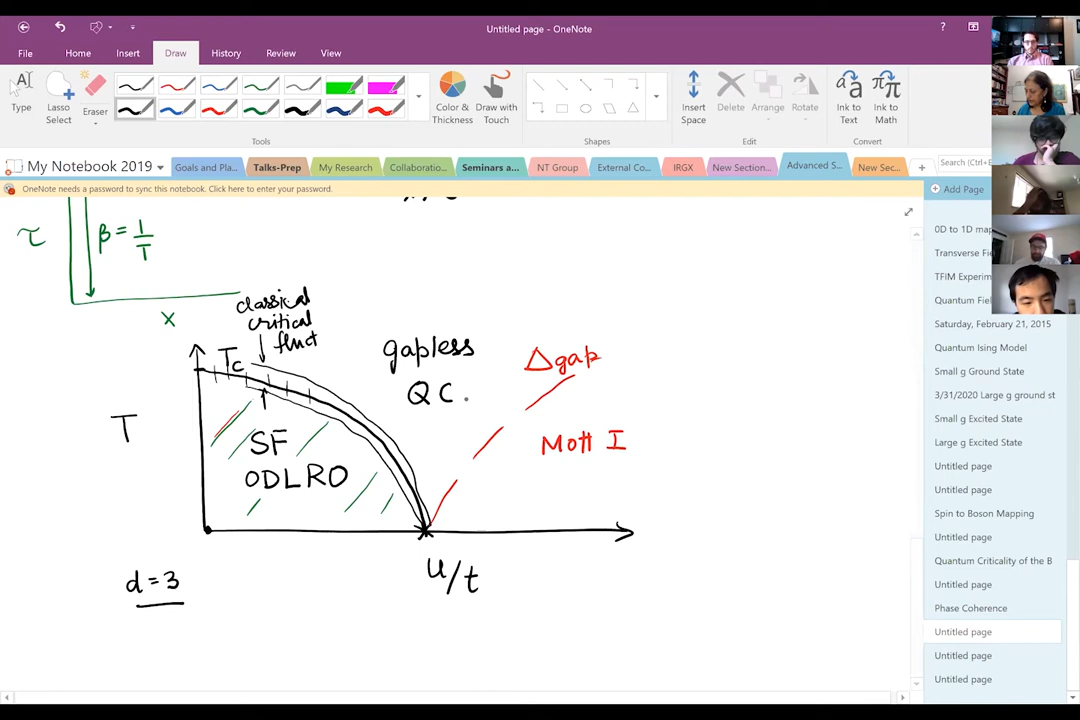 Untitled page - OneNote
?
File Home Insert Draw History Review View
Type
Lasso Select
Eraser
Color & Thickness
Draw with Touch
Insert Space
Delete
Arrange
Rotate
Ink to Text
Ink to Math
Tools
Shapes
Edit
Convert
My Notebook 2019
Goals and Pla...
Talks-Prep
My Research
Collaboratio...
Seminars a...
NT Group
External Co...
IRGX
New Section...
Advanced S...
New Sec...
+
Search (Ctrl+E
OneNote needs a password to sync this notebook. Click here to enter your password.
Add Page
0D to 1D map
Transverse Fi
TFIM Experim
Quantum Fiel
Saturday, February 21, 2015
Quantum Ising Model
Small g Ground State
3/31/2020 Large g ground st
Small g Excited State
Large g Excited State
Untitled page
Untitled page
Spin to Boson Mapping
Untitled page
Quantum Criticality of the B
Untitled page
Phase Coherence
Untitled page
Untitled page
Untitled page
τ
β = 1/T
x
classical
critical
fluct
Tc
gapless
QC
Δgap
T
SF
ODLRO
Mott I
U/t
d = 3